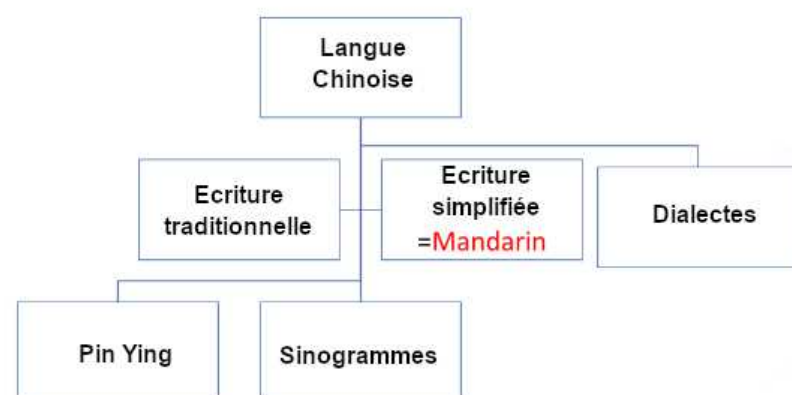 Langue
Chinoise
Ecriture
traditionnelle
Ecriture
simplifiée
=Mandarin
Dialectes
Pin Ying
Sinogrammes